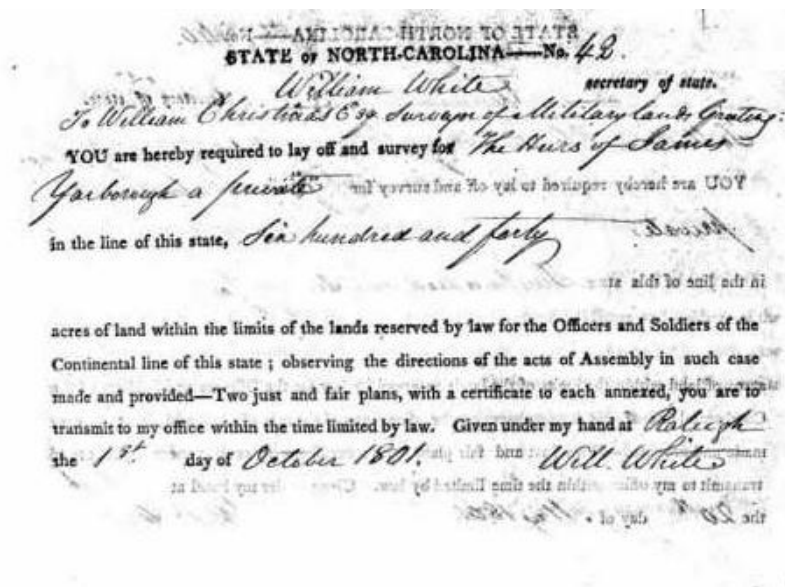 STATE OF NORTH-CAROLINA—No. 42.
William White secretary of state.
To William Christmas Esq. Surveyor of Military lands Greeting:
YOU are hereby required to lay off and survey for The Heirs of James
Yarborough a private
in the line of this state, Six hundred and forty
acres of land within the limits of the lands reserved by law for the Officers and Soldiers of the
Continental line of this state ; observing the directions of the acts of Assembly in such case
made and provided—Two just and fair plans, with a certificate to each annexed, you are to
transmit to my office within the time limited by law. Given under my hand at Raleigh
the 1st. day of October 1801. Will. White